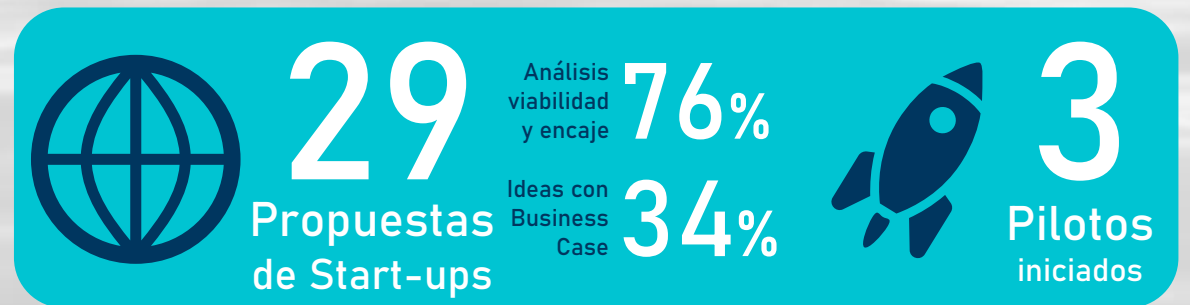 29
Propuestas
de Start-ups
Análisis
viabilidad
y encaje
76%
Ideas con
Business
Case
34%
3
Pilotos
iniciados